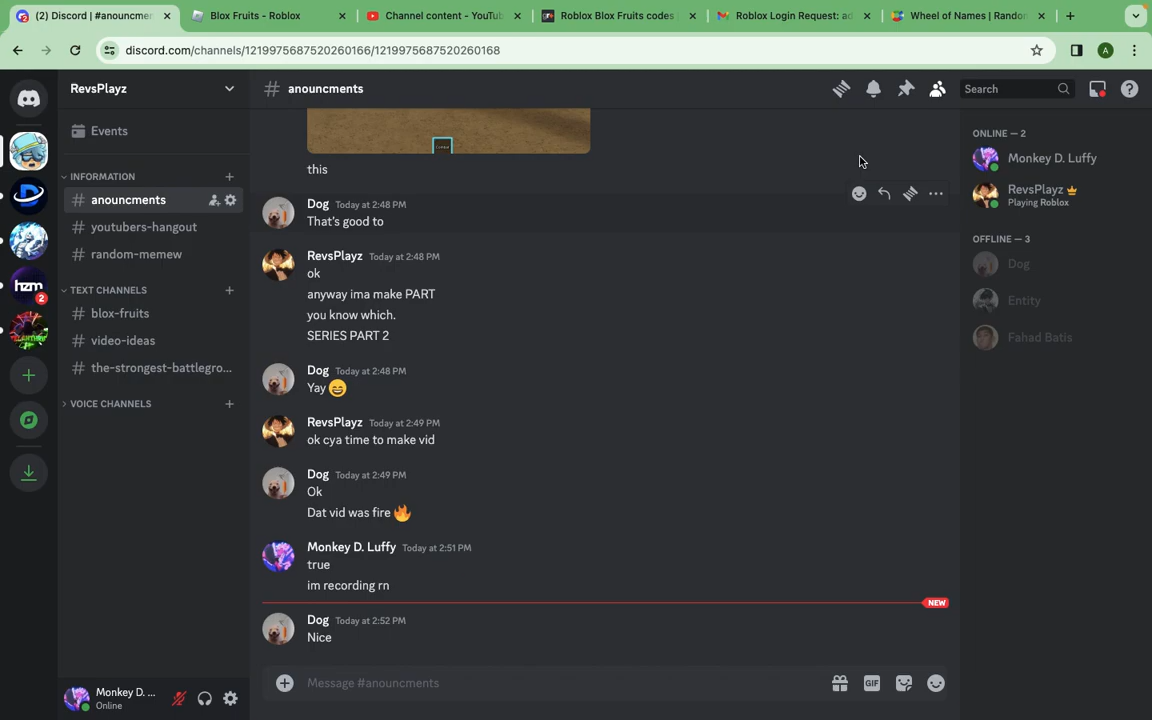 (2) Discord | #anouncmen
Blox Fruits - Roblox
Channel content - YouTub
Roblox Blox Fruits codes
Roblox Login Request: ad
Wheel of Names | Random
discord.com/channels/1219975687520260166/1219975687520260168
A
RevsPlayz
Events
INFORMATION
anouncments
youtubers-hangout
random-memew
TEXT CHANNELS
blox-fruits
video-ideas
the-strongest-battlegro...
VOICE CHANNELS
hzm
2
Monkey D. ...
Online
anouncments
Search
this
Dog Today at 2:48 PM
That's good to
RevsPlayz Today at 2:48 PM
ok
anyway ima make PART
you know which.
SERIES PART 2
Dog Today at 2:48 PM
Yay 😄
RevsPlayz Today at 2:49 PM
ok cya time to make vid
Dog Today at 2:49 PM
Ok
Dat vid was fire 🔥
Monkey D. Luffy Today at 2:51 PM
true
im recording rn
NEW
Dog Today at 2:52 PM
Nice
Message #anouncments
GIF
ONLINE — 2
Monkey D. Luffy
RevsPlayz
Playing Roblox
OFFLINE — 3
Dog
Entity
Fahad Batis